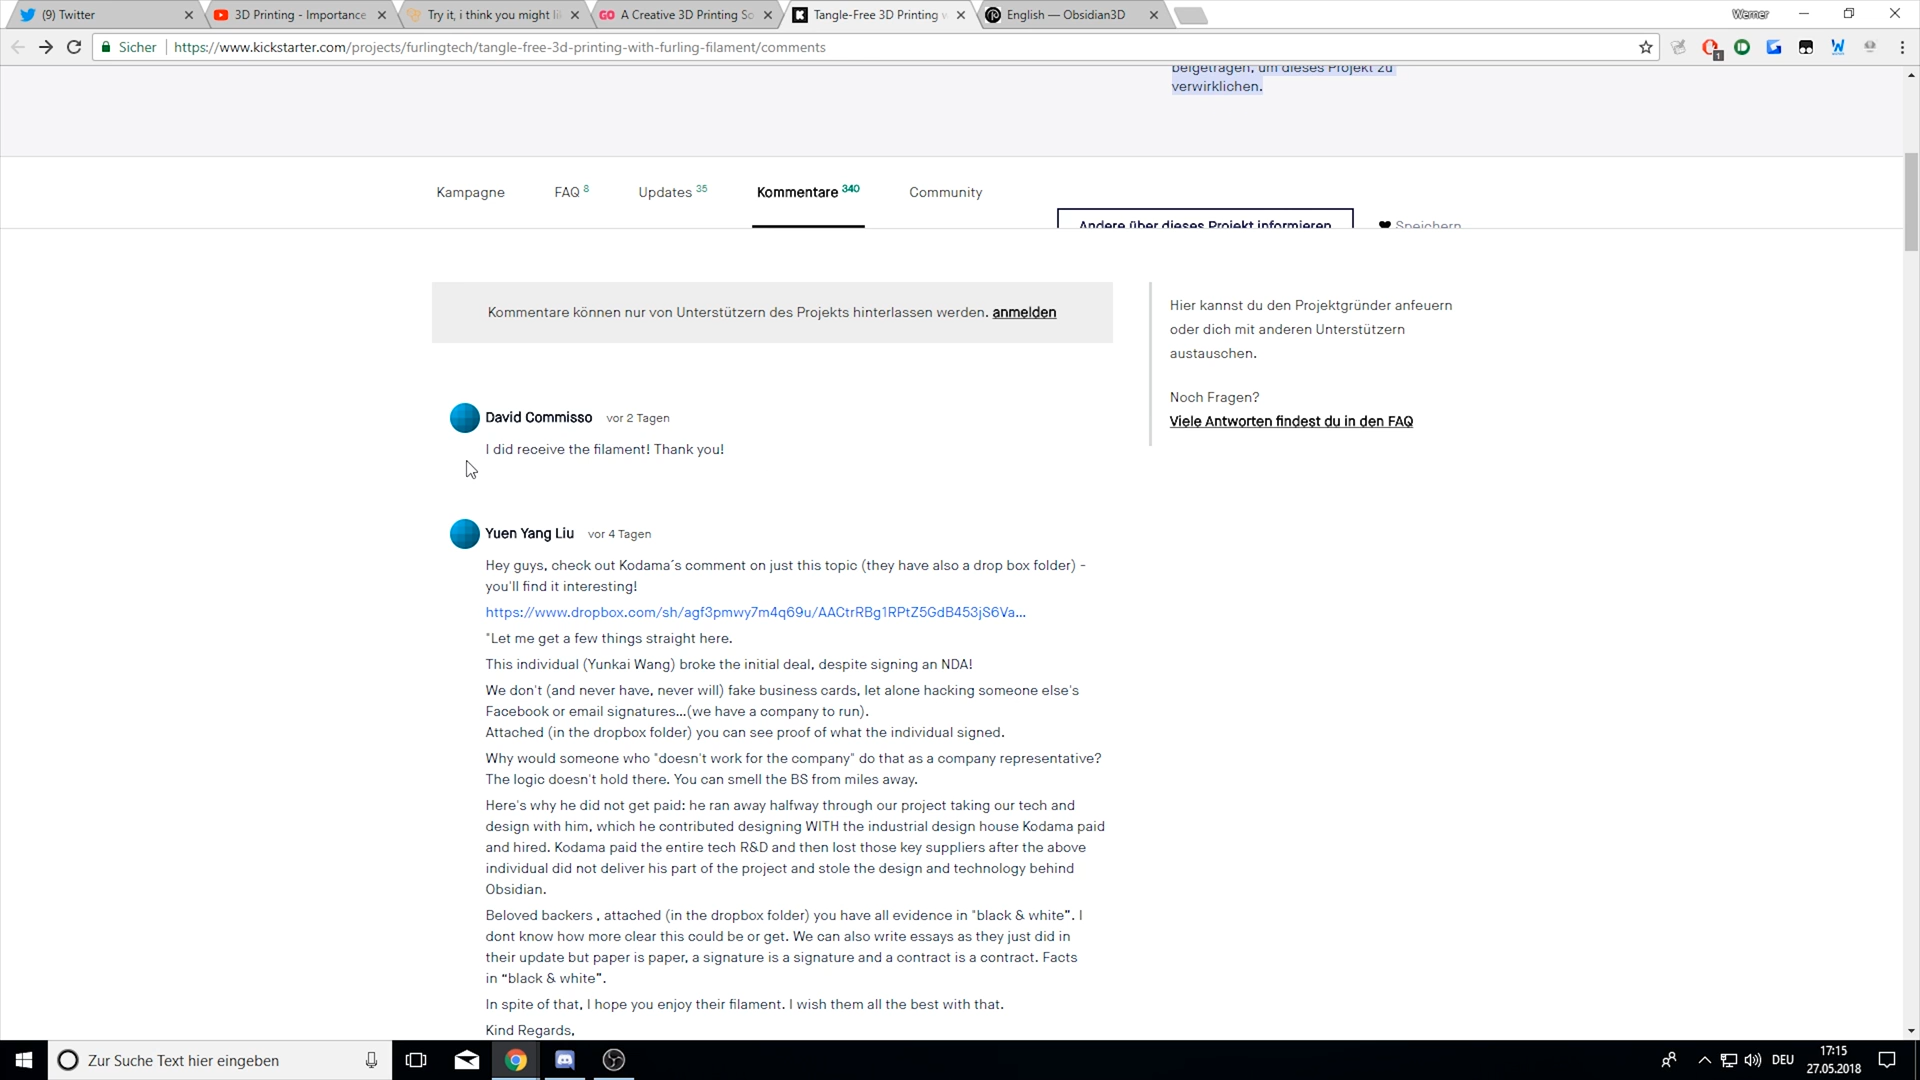 (9) Twitter
3D Printing - Importance
Try it, i think you might li
GO A Creative 3D Printing So
Tangle-Free 3D Printing w
English — Obsidian3D
Werner
Sicher
https://www.kickstarter.com/projects/furlingtech/tangle-free-3d-printing-with-furling-filament/comments
1
beigetragen, um dieses Projekt zu
verwirklichen.
Kampagne
FAQ 8
Updates 35
Kommentare 340
Community
Andere über dieses Projekt informieren
Speichern
Kommentare können nur von Unterstützern des Projekts hinterlassen werden. anmelden
Hier kannst du den Projektgründer anfeuern
oder dich mit anderen Unterstützern
austauschen.
Noch Fragen?
Viele Antworten findest du in den FAQ
David Commisso vor 2 Tagen
I did receive the filament! Thank you!
Yuen Yang Liu vor 4 Tagen
Hey guys, check out Kodama´s comment on just this topic (they have also a drop box folder) -
you'll find it interesting!
https://www.dropbox.com/sh/agf3pmwy7m4q69u/AACtrRBg1RPtZ5GdB453jS6Va...
"Let me get a few things straight here.
This individual (Yunkai Wang) broke the initial deal, despite signing an NDA!
We don't (and never have, never will) fake business cards, let alone hacking someone else's
Facebook or email signatures...(we have a company to run).
Attached (in the dropbox folder) you can see proof of what the individual signed.
Why would someone who "doesn't work for the company" do that as a company representative?
The logic doesn't hold there. You can smell the BS from miles away.
Here's why he did not get paid: he ran away halfway through our project taking our tech and
design with him, which he contributed designing WITH the industrial design house Kodama paid
and hired. Kodama paid the entire tech R&D and then lost those key suppliers after the above
individual did not deliver his part of the project and stole the design and technology behind
Obsidian.
Beloved backers , attached (in the dropbox folder) you have all evidence in "black & white”. I
dont know how more clear this could be or get. We can also write essays as they just did in
their update but paper is paper, a signature is a signature and a contract is a contract. Facts
in “black & white”.
In spite of that, I hope you enjoy their filament. I wish them all the best with that.
Kind Regards,
Zur Suche Text hier eingeben
DEU
17:15
27.05.2018